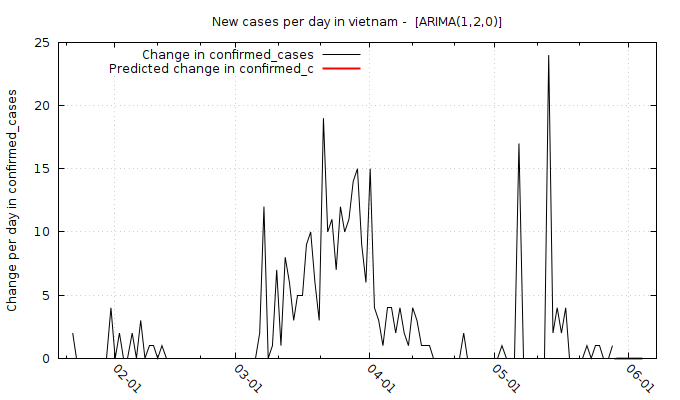 New cases per day in vietnam -  [ARIMA(1,2,0)]
Change in confirmed_cases
Predicted change in confirmed_c
Change per day in confirmed_cases
25
20
15
10
5
0
02-01
03-01
04-01
05-01
06-01